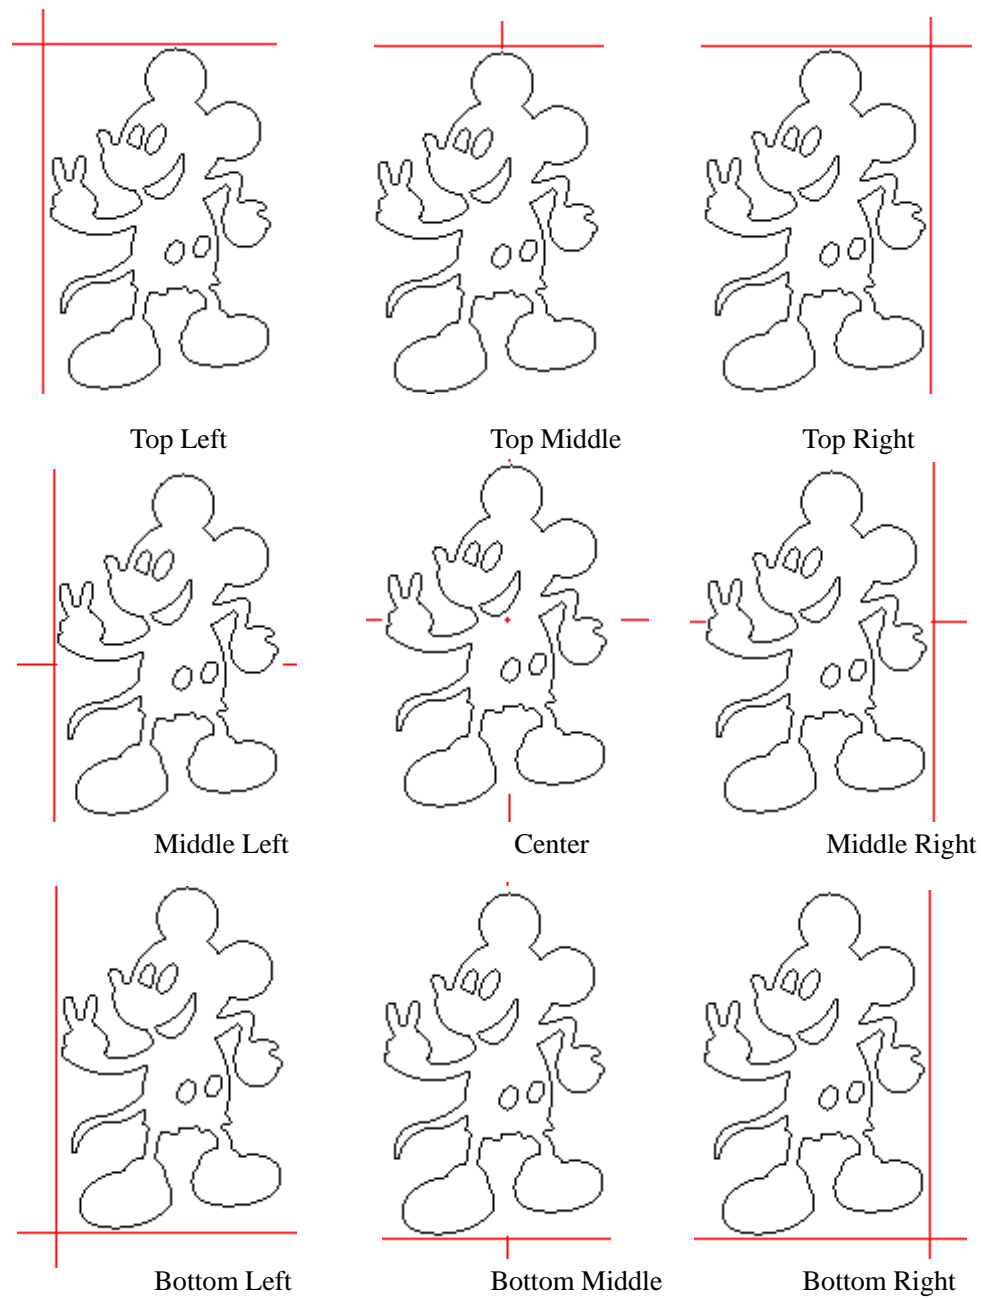 Top Left
Top Middle
Top Right
Middle Left
Center
Middle Right
Bottom Left
Bottom Middle
Bottom Right